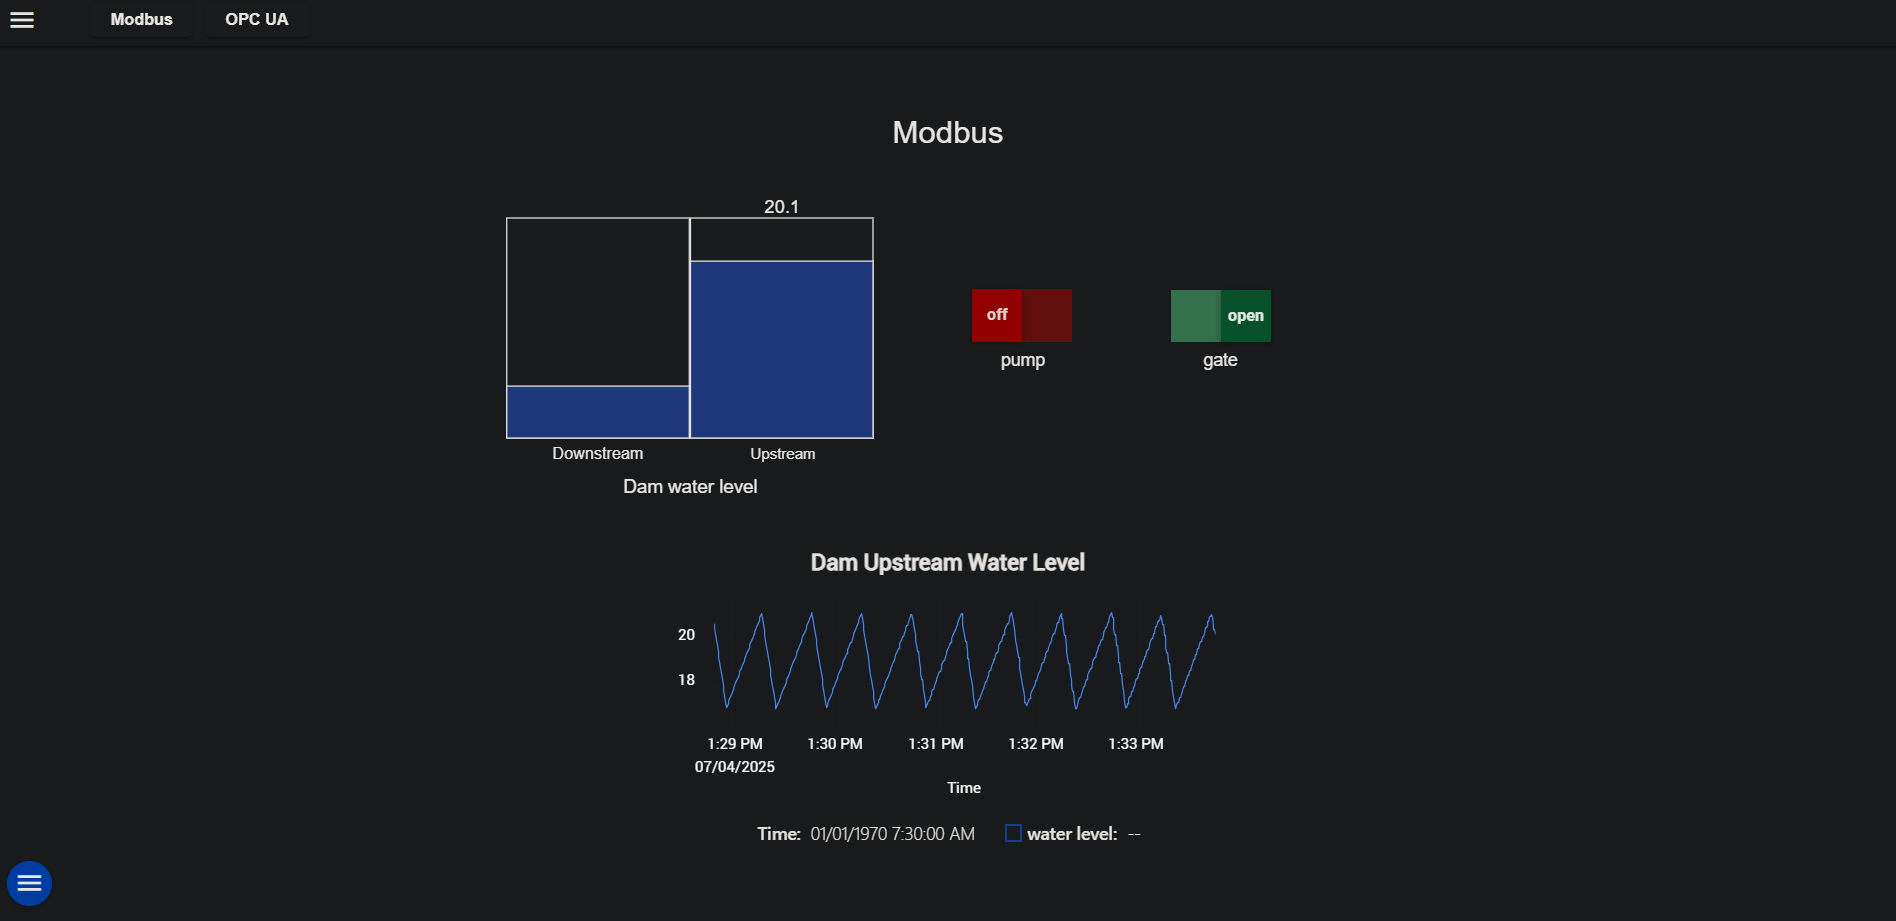 Modbus OPC UA
Modbus
20.1
off
open
pump
gate
Downstream
Upstream
Dam water level
Dam Upstream Water Level
20
18
1:29 PM 1:30 PM 1:31 PM 1:32 PM 1:33 PM
07/04/2025
Time
Time: 01/01/1970 7:30:00 AM water level: --